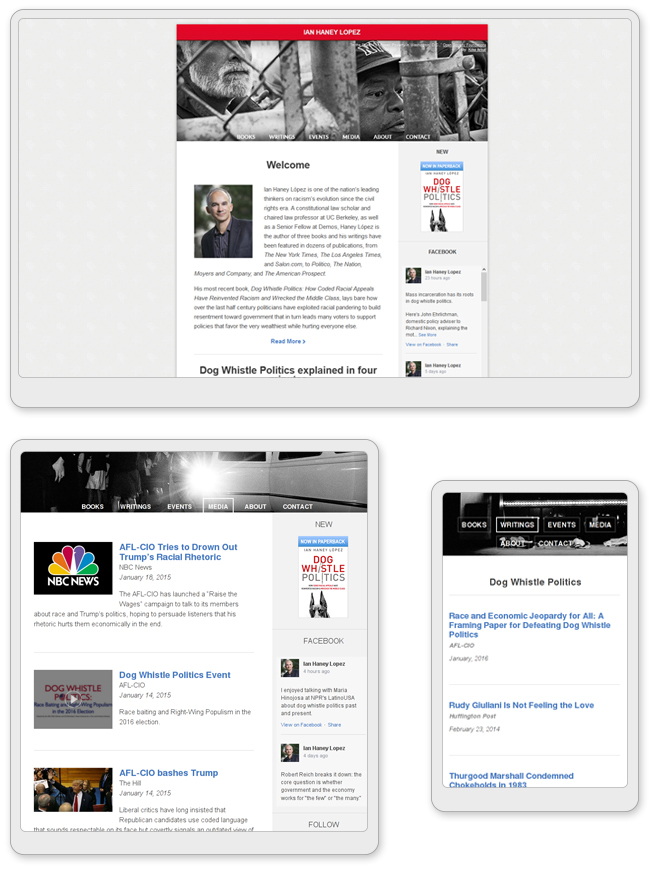 IAN HANEY LOPEZ
BOOKS WRITINGS EVENTS MEDIA ABOUT CONTACT
Welcome
Ian Haney López is one of the nation's leading
thinkers on racism's evolution since the civil
rights era. A constitutional law scholar and
chaired law professor at UC Berkeley, as well
as a Senior Fellow at Demos, Haney López is
the author of three books and his writings have
been featured in dozens of publications, from
The New York Times, The Los Angeles Times,
and Salon.com, to Politico, The Nation,
Moyers and Company, and The American Prospect.
His most recent book, Dog Whistle Politics: How Coded Racial Appeals
Have Reinvented Racism and Wrecked the Middle Class, lays bare how
over the last half century politicians have exploited racial pandering to build
resentment toward government that in turn leads many voters to support
policies that favor the very wealthiest while hurting everyone else.
Read More >
Dog Whistle Politics explained in four
NEW
NOW IN PAPERBACK
IAN HANEY LÓPEZ
DOG
WHISTLE
POLITICS
FACEBOOK
Ian Haney Lopez
23 hours ago
Mass incarceration has its roots
in dog whistle politics.
Here's John Ehrlichman,
domestic policy adviser to
Richard Nixon, explaining the
Hist... See More
View on Facebook · Share
Ian Haney Lopez
5 days ago
BOOKS WRITINGS EVENTS MEDIA ABOUT CONTACT
NBC NEWS
AFL-CIO Tries to Drown Out
Trump's Racial Rhetoric
NBC News
January 16, 2015
The AFL-CIO has launched a "Raise the
Wages" campaign to talk to its members
about race and Trump's politics, hoping to persuade listeners that his
rhetoric hurts them economically in the end.
DOG WHISTLE
POLITICS:
Race Baiting and Right-Wing Populism in
the 2016 Election
Dog Whistle Politics Event
AFL-CIO
January 14, 2015
Race baiting and Right-Wing Populism in the
2016 election.
AFL-CIO bashes Trump
The Hill
January 14, 2015
Liberal critics have long insisted that
Republican candidates use coded language
that sounds respectable on its face but covertly signals an outdated view of
NEW
NOW IN PAPERBACK
IAN HANEY LÓPEZ
DOG
WHISTLE
POLITICS
FACEBOOK
Ian Haney Lopez
4 hours ago
I enjoyed talking with Maria
Hinojosa at NPR's LatinoUSA
about dog whistle politics past
and present.
View on Facebook · Share
Ian Haney Lopez
4 days ago
Robert Reich breaks it down: the
core question is whether
government and the economy
works for "the few" or "the many."
FOLLOW
BOOKS WRITINGS EVENTS MEDIA
ABOUT CONTACT
Dog Whistle Politics
Race and Economic Jeopardy for All: A
Framing Paper for Defeating Dog Whistle
Politics
AFL-CIO
January, 2016
Rudy Giuliani Is Not Feeling the Love
Huffington Post
February 23, 2014
Thurgood Marshall Condemned
Chokeholds in 1983